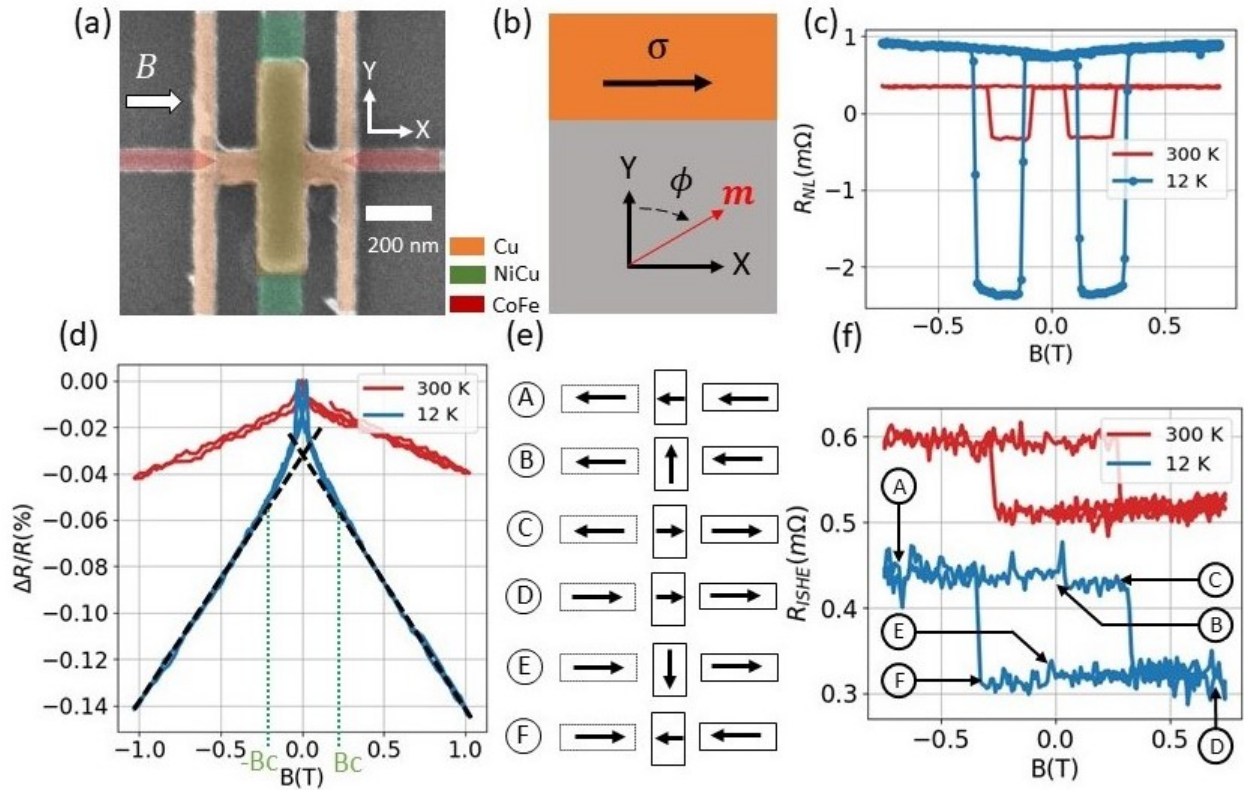 (a)
B
Y
X
200 nm
Cu
NiCu
CoFe
(b)
σ
Y
ϕ
m
X
(c)
R_NL(mΩ)
1
0
−1
−2
300 K
12 K
−0.5
0.0
0.5
B(T)
(d)
ΔR/R(%)
0.00
−0.02
−0.04
−0.06
−0.08
−0.10
−0.12
−0.14
300 K
12 K
−1.0
−0.5
0.0
0.5
1.0
-Bc
B(T)
Bc
(e)
A
B
C
D
E
F
(f)
R_ISHE(mΩ)
0.6
0.5
0.4
0.3
300 K
12 K
A
C
B
E
F
D
−0.5
0.0
0.5
B(T)